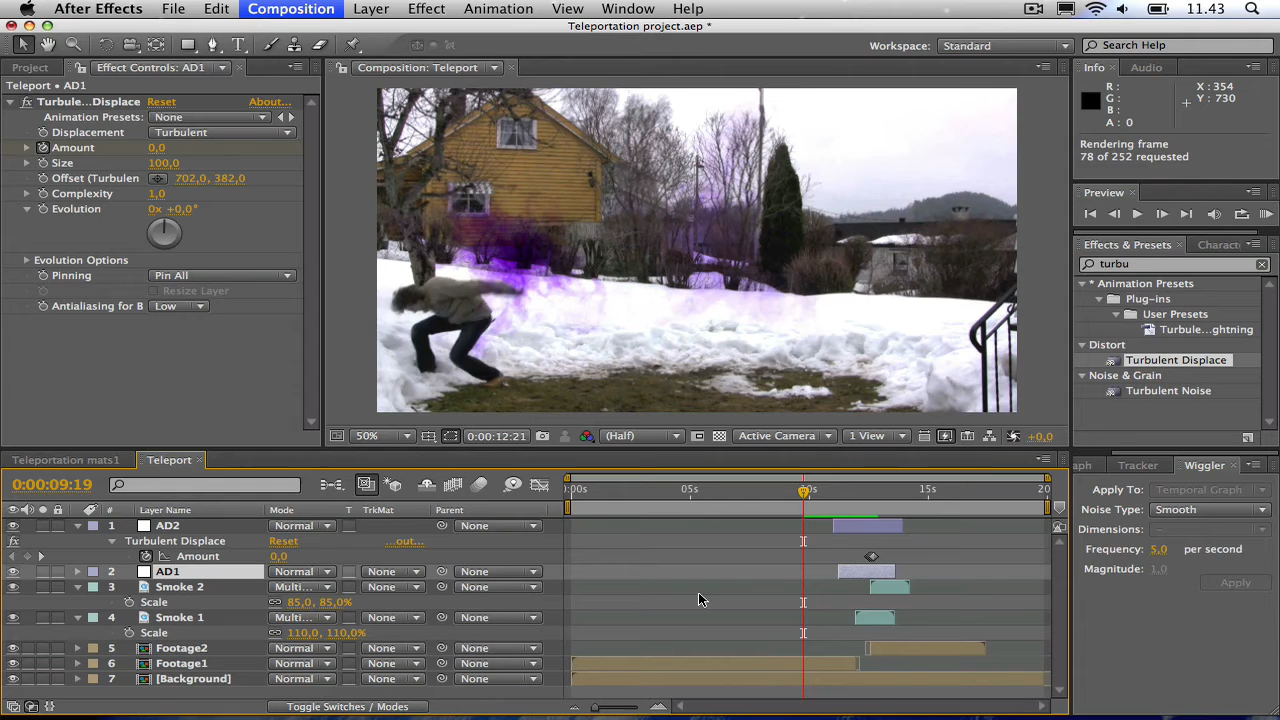 After Effects File Edit Composition Layer Effect Animation View Window Help 11.43
Teleportation project.aep *
Workspace: Standard Search Help
Project Effect Controls: AD1 Composition: Teleport Info Audio
Teleport • AD1
Turbule...Displace Reset About...
Animation Presets: None
Displacement Turbulent
Amount 0,0
Size 100,0
Offset (Turbulen 702,0, 382,0
Complexity 1,0
Evolution 0x +0,0°
Evolution Options
Pinning Pin All
Resize Layer
Antialiasing for B Low
R :
G :
B :
A : 0
X : 354
Y : 730
Rendering frame
78 of 252 requested
Preview
Effects & Presets Charact
turbu
* Animation Presets
Plug-ins
User Presets
Turbule...ghtning
Distort
Turbulent Displace
Noise & Grain
Turbulent Noise
50% 0:00:12:21 (Half) Active Camera 1 View +0,0
Teleportation mats1 Teleport
0:00:09:19
:00s 05s 0s 15s 20
# Layer Name Mode T TrkMat Parent
1 AD2 Normal None
Turbulent Displace Reset ...out...
Amount 0,0
2 AD1 Normal None None
3 Smoke 2 Multi... None None
Scale 85,0, 85,0%
4 Smoke 1 Multi... None None
Scale 110,0, 110,0%
5 Footage2 Normal None None
6 Footage1 Normal None None
7 [Background] Normal None None
Toggle Switches / Modes
aph Tracker Wiggler
Apply To: Temporal Graph
Noise Type: Smooth
Dimensions: –
Frequency: 5,0 per second
Magnitude: 1,0
Apply